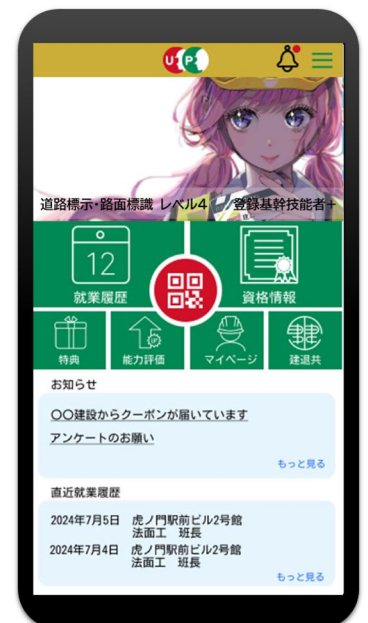 U P
道路標示・路面標識 レベル4 登録基幹技能者+
12
就業履歴
資格情報
特典
能力評価
マイページ
建退共
お知らせ
〇〇建設からクーポンが届いています
アンケートのお願い
もっと見る
直近就業履歴
2024年7月5日 虎ノ門駅前ビル2号館
法面工 班長
2024年7月4日 虎ノ門駅前ビル2号館
法面工 班長
もっと見る